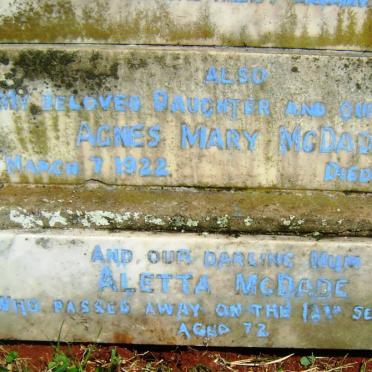 ALSO
MY BELOVED DAUGHTER AND OUR
AGNES MARY MCDADE
MARCH 7 1922. DIED
AND OUR DARLING MUM
ALETTA MCDADE
WHO PASSED AWAY ON THE 12TH SE
AGED 72